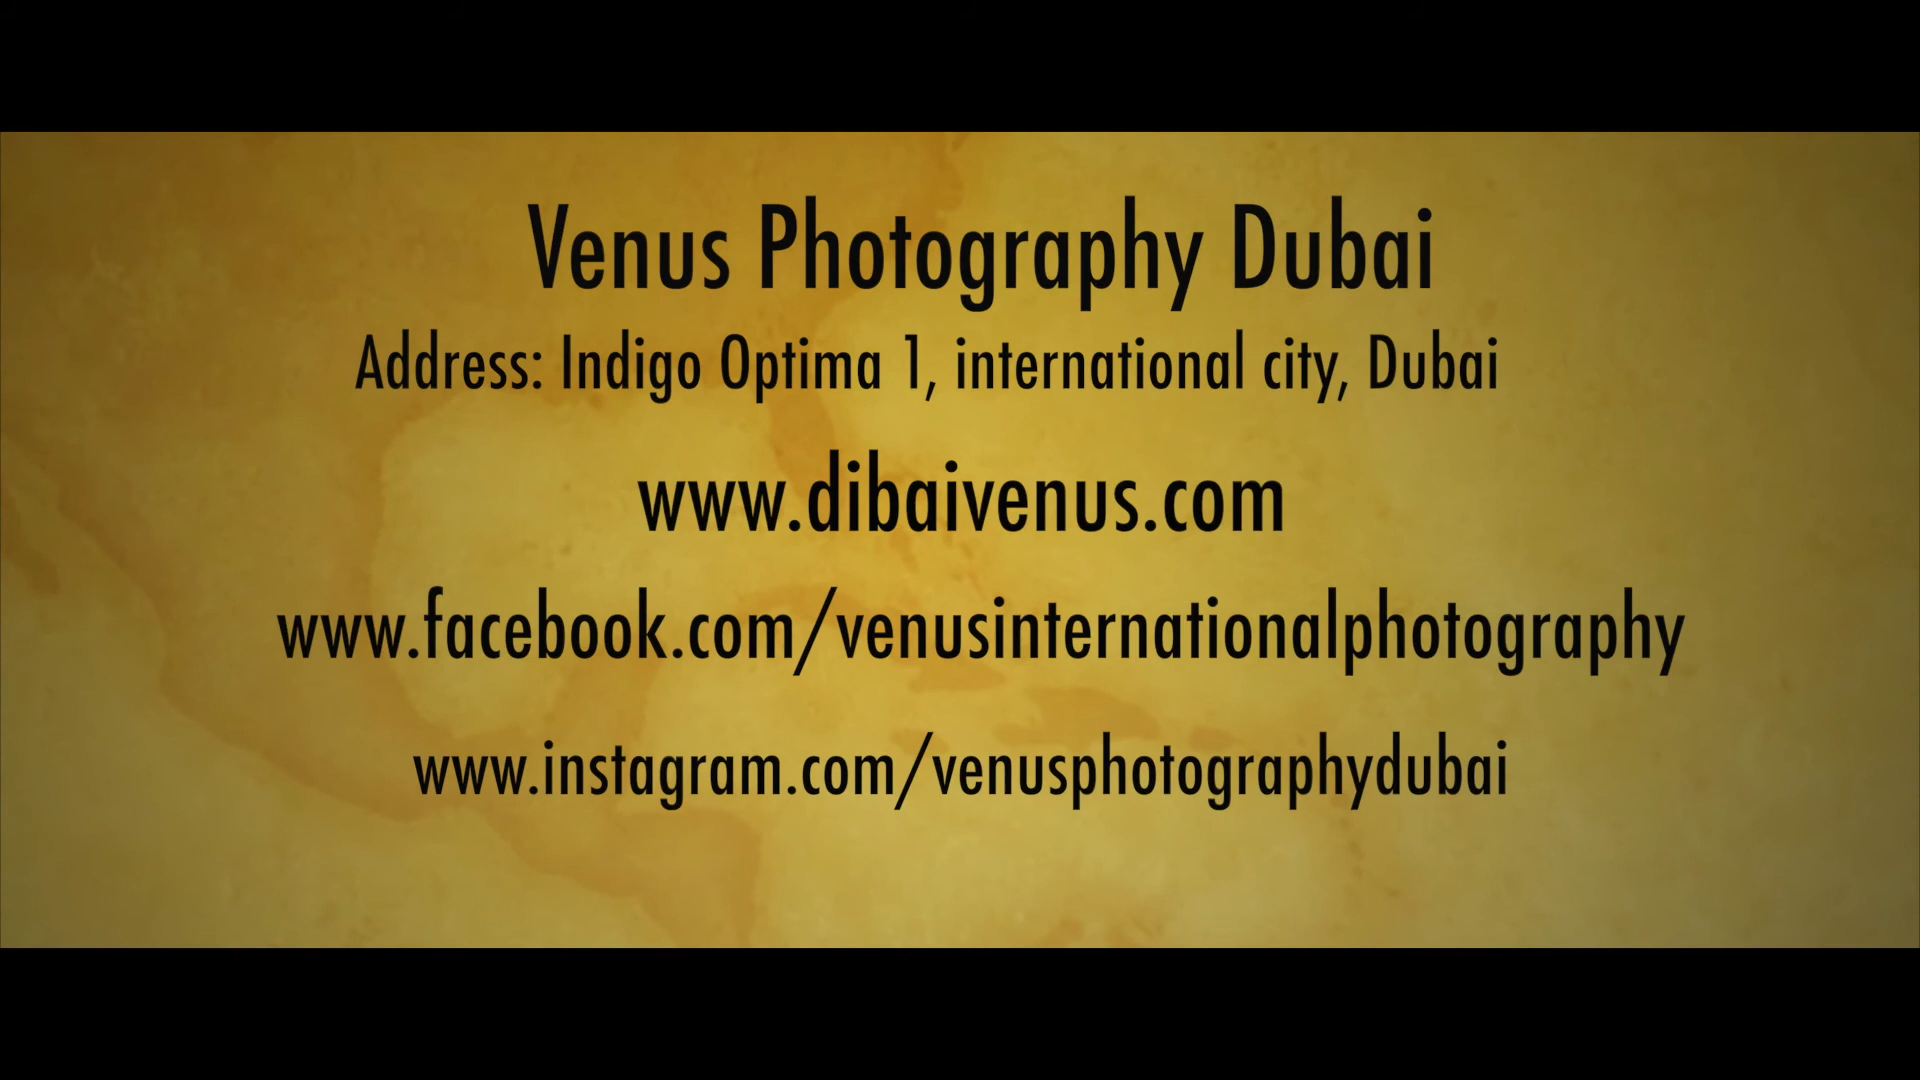 Venus Photography Dubai
Address: Indigo Optima 1, international city, Dubai
www.dibaivenus.com
www.facebook.com/venusinternationalphotography
www.instagram.com/venusphotographydubai